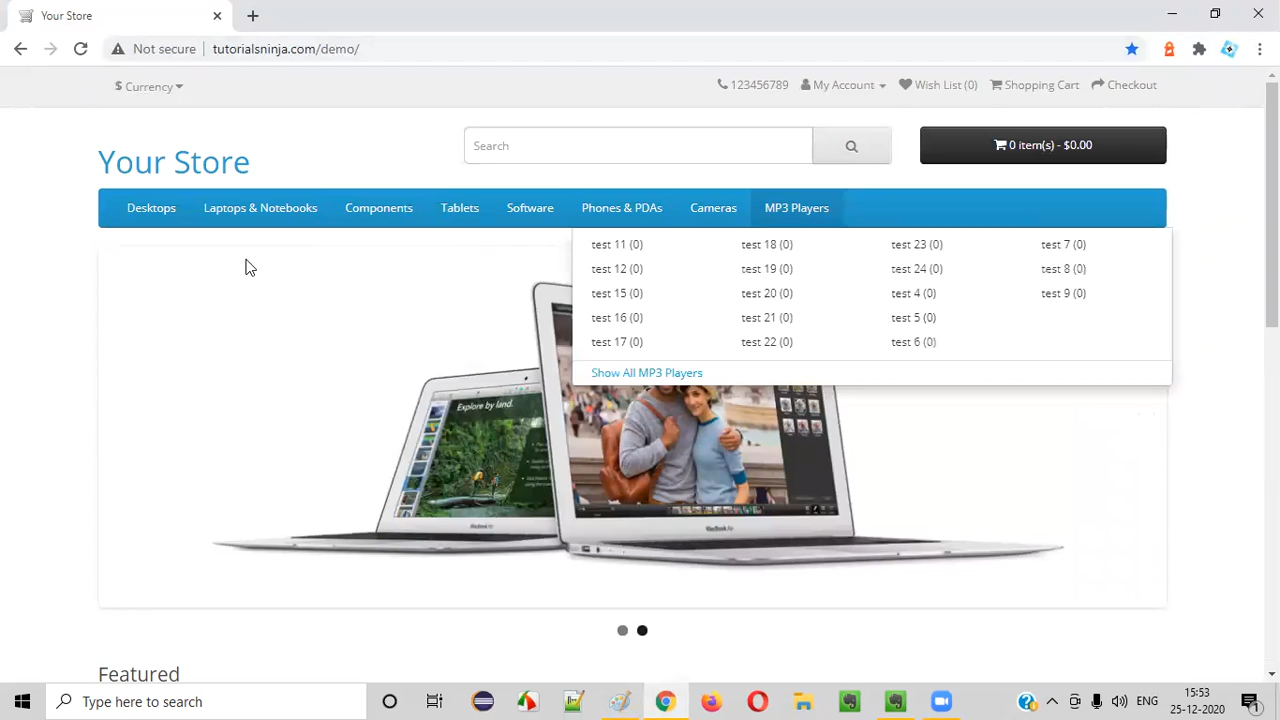 Your Store
Not secure
tutorialsninja.com/demo/
$ Currency
123456789
My Account
Wish List (0)
Shopping Cart
Checkout
Your Store
Search
0 item(s) - $0.00
Desktops
Laptops & Notebooks
Components
Tablets
Software
Phones & PDAs
Cameras
MP3 Players
test 11 (0)
test 18 (0)
test 23 (0)
test 7 (0)
test 12 (0)
test 19 (0)
test 24 (0)
test 8 (0)
test 15 (0)
test 20 (0)
test 4 (0)
test 9 (0)
test 16 (0)
test 21 (0)
test 5 (0)
test 17 (0)
test 22 (0)
test 6 (0)
Show All MP3 Players
Explore by land.
MacBook Air
MacBook Air
Featured
Type here to search
ENG
15:53
25-12-2020
1